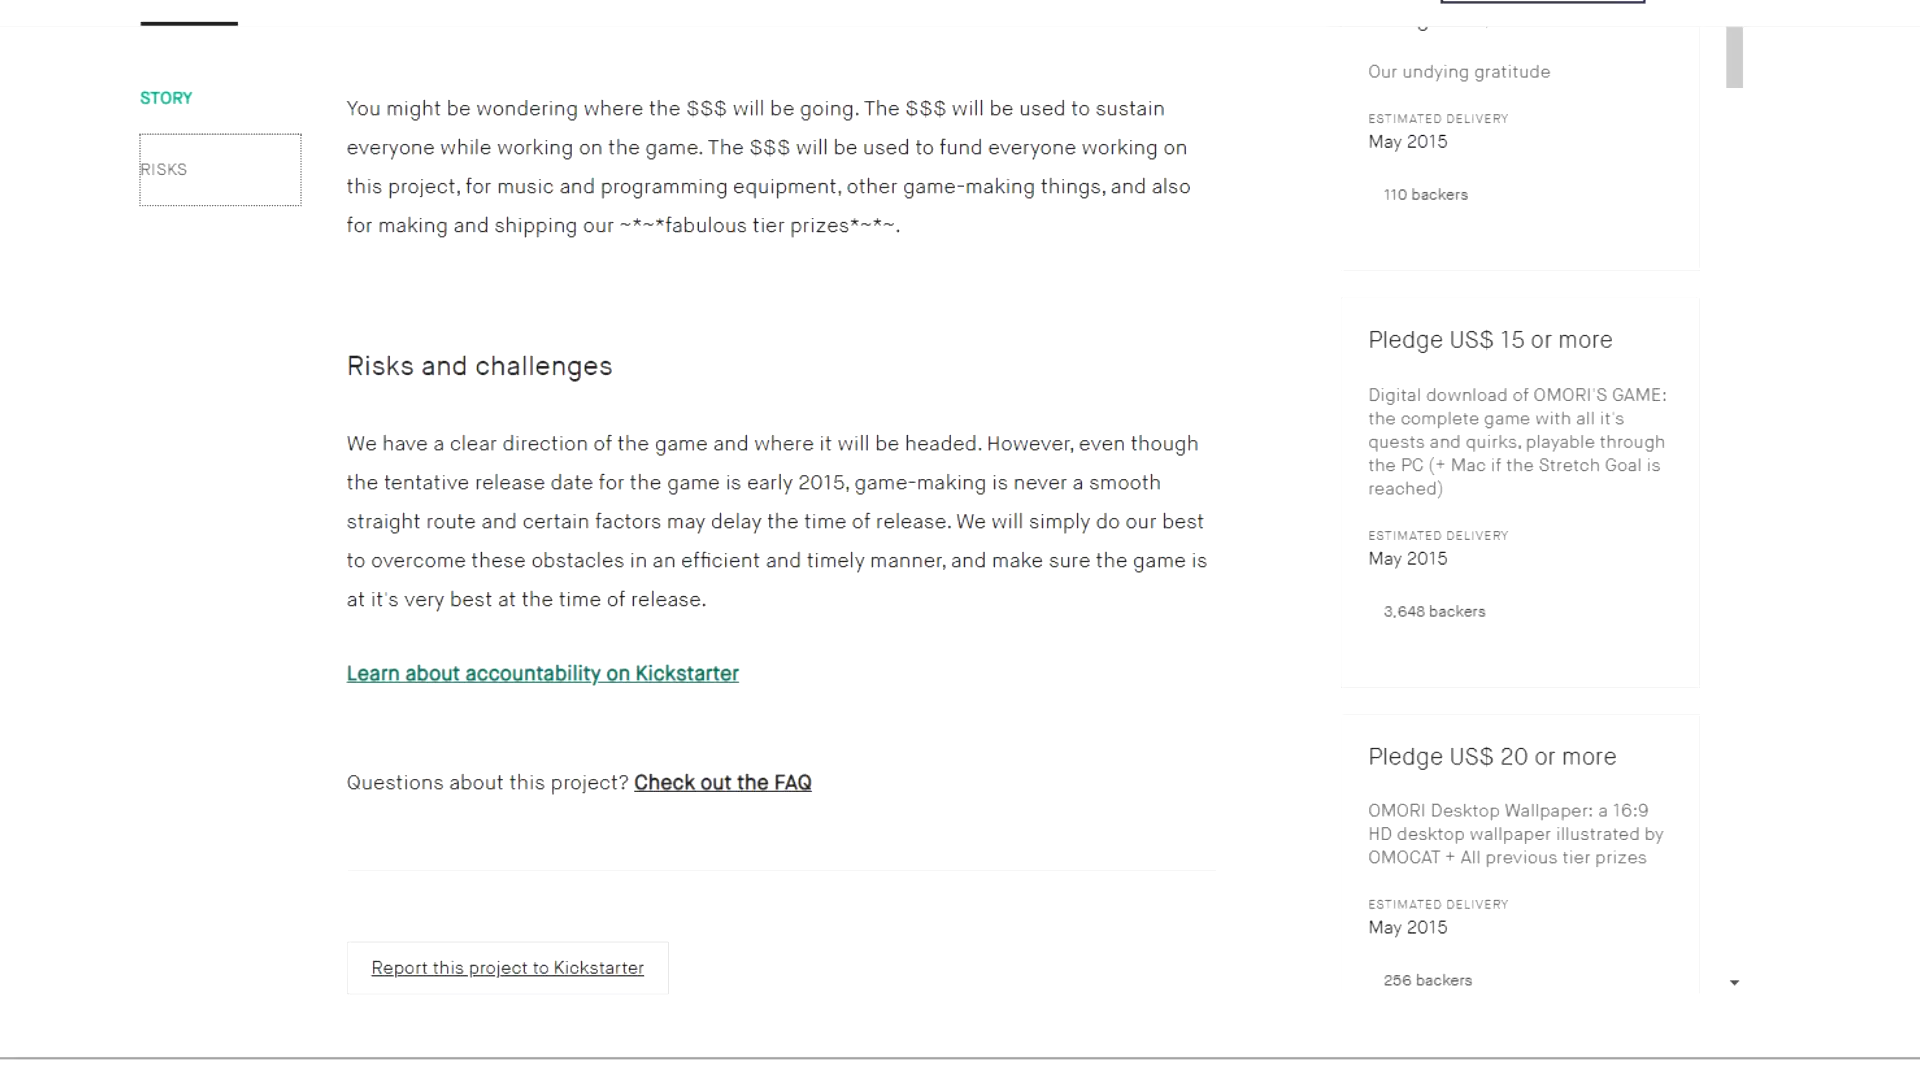 STORY
RISKS
You might be wondering where the $$$ will be going. The $$$ will be used to sustain
everyone while working on the game. The $$$ will be used to fund everyone working on
this project, for music and programming equipment, other game-making things, and also
for making and shipping our ~*~*fabulous tier prizes*~*~.
Risks and challenges
We have a clear direction of the game and where it will be headed. However, even though
the tentative release date for the game is early 2015, game-making is never a smooth
straight route and certain factors may delay the time of release. We will simply do our best
to overcome these obstacles in an efficient and timely manner, and make sure the game is
at it's very best at the time of release.
Learn about accountability on Kickstarter
Questions about this project? Check out the FAQ
Report this project to Kickstarter
Our undying gratitude
ESTIMATED DELIVERY
May 2015
110 backers
Pledge US$ 15 or more
Digital download of OMORI'S GAME:
the complete game with all it's
quests and quirks, playable through
the PC (+ Mac if the Stretch Goal is
reached)
ESTIMATED DELIVERY
May 2015
3,648 backers
Pledge US$ 20 or more
OMORI Desktop Wallpaper: a 16:9
HD desktop wallpaper illustrated by
OMOCAT + All previous tier prizes
ESTIMATED DELIVERY
May 2015
256 backers